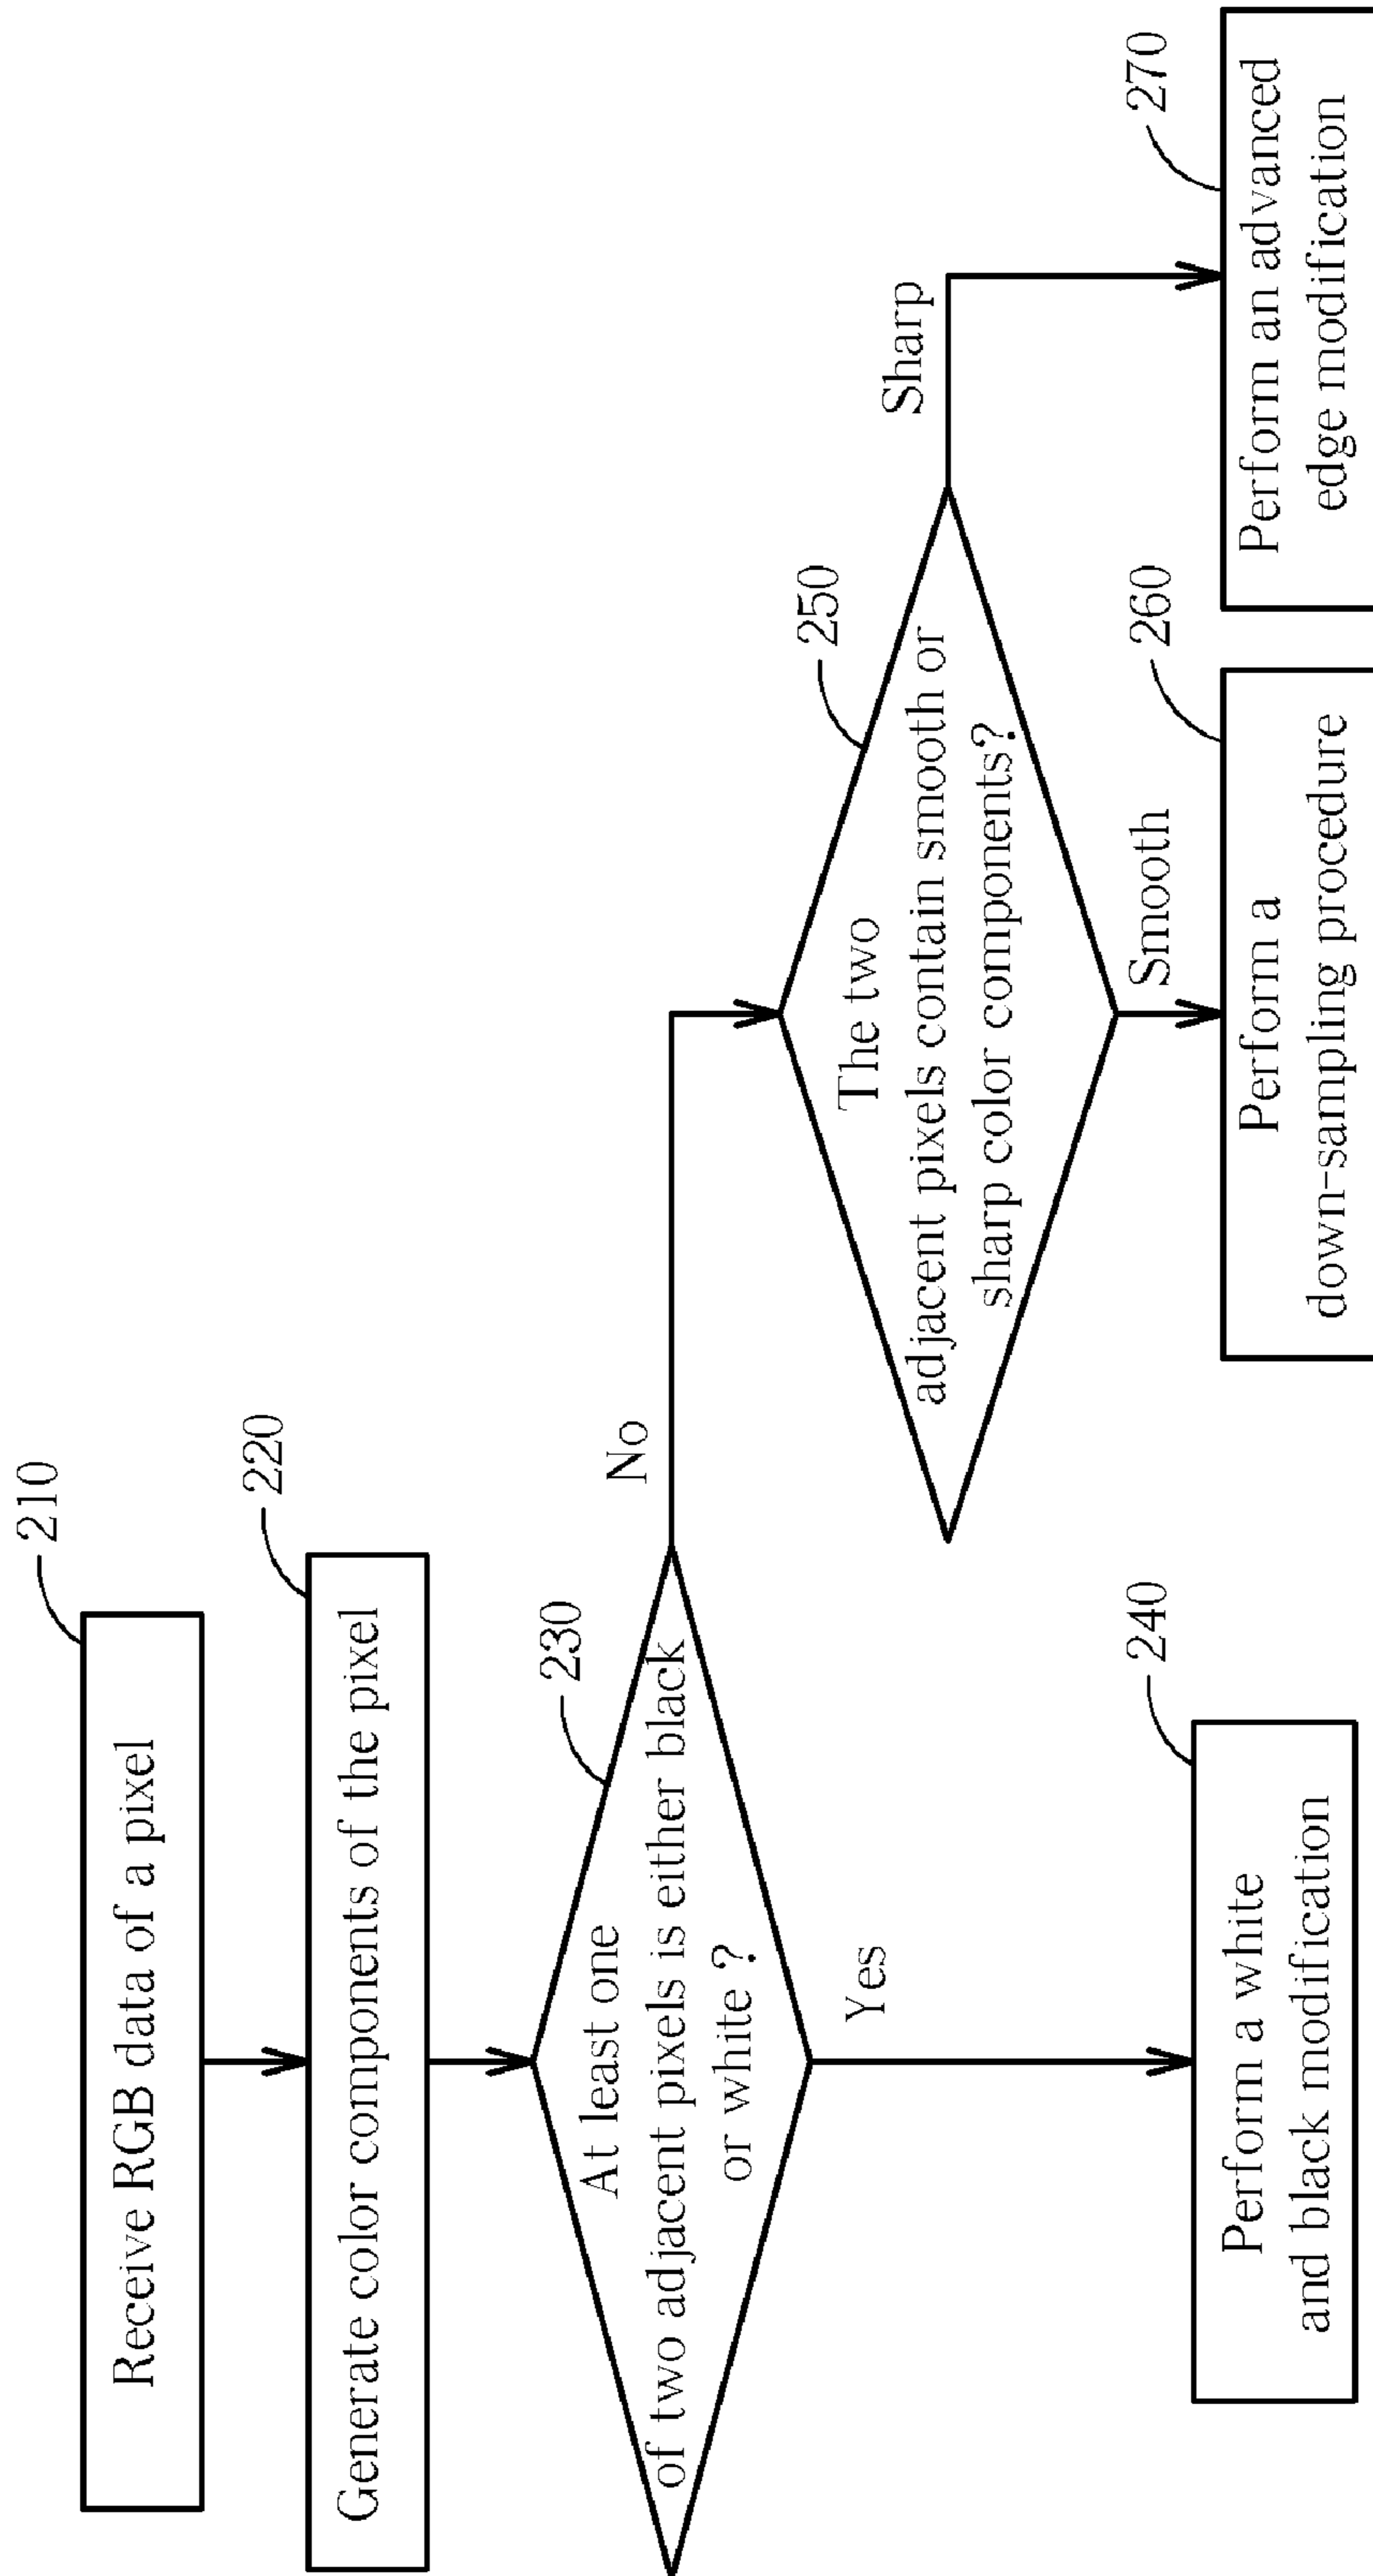 210
Receive RGB data of a pixel
220
Generate color components of the pixel
230
At least one
of two adjacent pixels is either black
or white ?
No
Yes
250
The two
adjacent pixels contain smooth or
sharp color components?
Sharp
Smooth
240
Perform a white
and black modification
260
Perform a
down-sampling procedure
270
Perform an advanced
edge modification